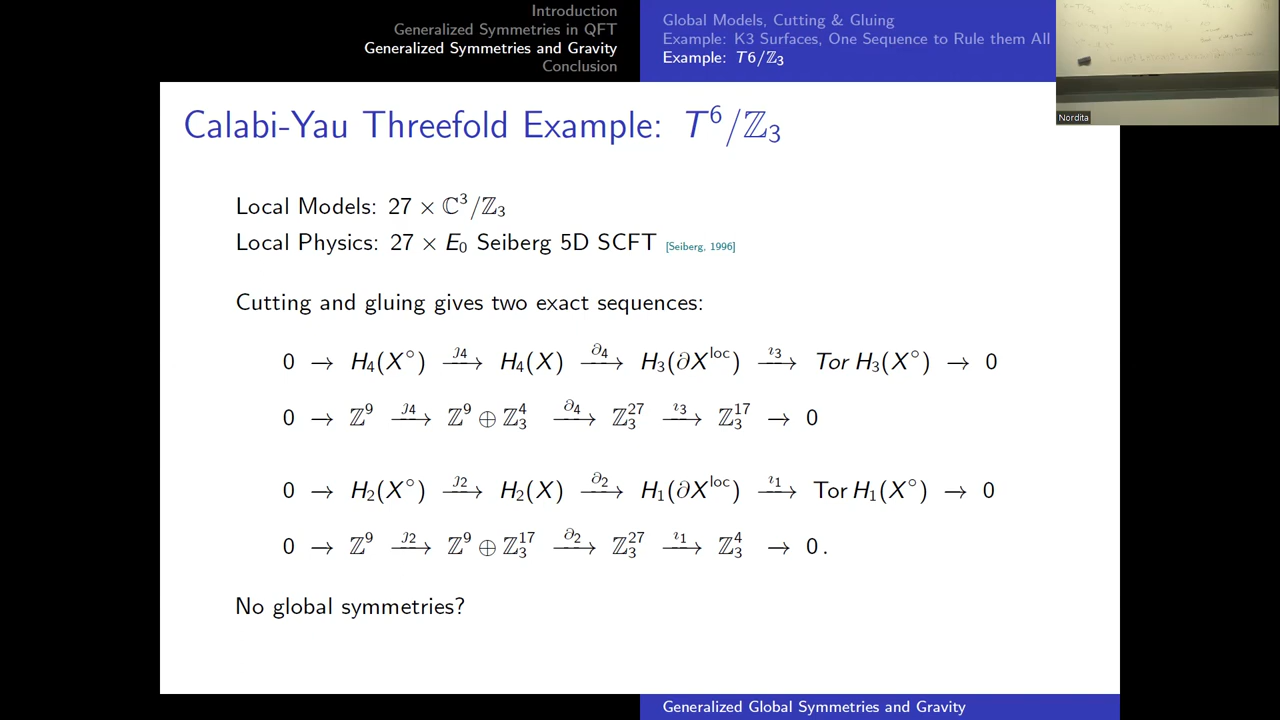 Introduction
Generalized Symmetries in QFT
Generalized Symmetries and Gravity
Conclusion
Global Models, Cutting & Gluing
Example: K3 Surfaces, One Sequence to Rule them All
Example: T6/ℤ₃
Nordita
Calabi-Yau Threefold Example: T⁶/ℤ₃
Local Models: 27 × ℂ³/ℤ₃
Local Physics: 27 × E₀ Seiberg 5D SCFT [Seiberg, 1996]
Cutting and gluing gives two exact sequences:
0 → H₄(X°) —ȷ₄→ H₄(X) —∂₄→ H₃(∂X^loc) —ı₃→ Tor H₃(X°) → 0
0 → ℤ⁹ —ȷ₄→ ℤ⁹ ⊕ ℤ₃⁴ —∂₄→ ℤ₃²⁷ —ı₃→ ℤ₃¹⁷ → 0
0 → H₂(X°) —ȷ₂→ H₂(X) —∂₂→ H₁(∂X^loc) —ı₁→ Tor H₁(X°) → 0
0 → ℤ⁹ —ȷ₂→ ℤ⁹ ⊕ ℤ₃¹⁷ —∂₂→ ℤ₃²⁷ —ı₁→ ℤ₃⁴ → 0 .
No global symmetries?
Generalized Global Symmetries and Gravity